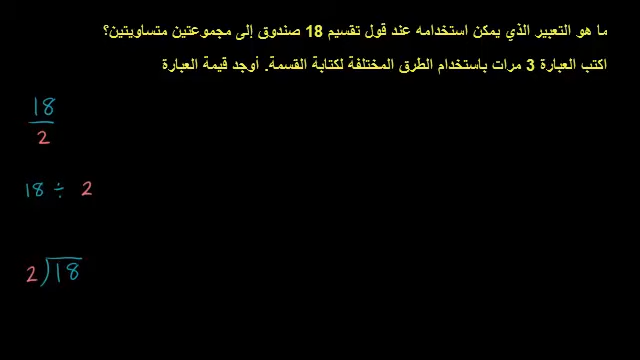 ما هو التعبير الذي يمكن استخدامه عند قول تقسيم 18 صندوق إلى مجموعتين متساويتين؟
اكتب العبارة 3 مرات باستخدام الطرق المختلفة لكتابة القسمة. أوجد قيمة العبارة
18
2
18 ÷ 2
2)18